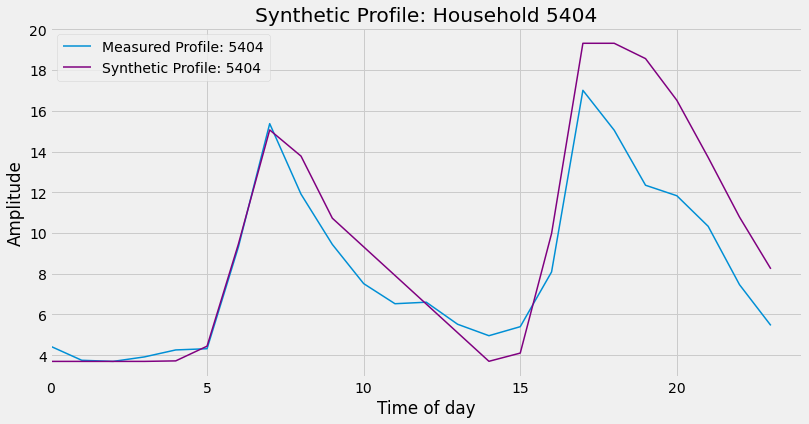 Synthetic Profile: Household 5404
Measured Profile: 5404
Synthetic Profile: 5404
Amplitude
20
18
16
14
12
10
8
6
4
0 5 10 15 20
Time of day